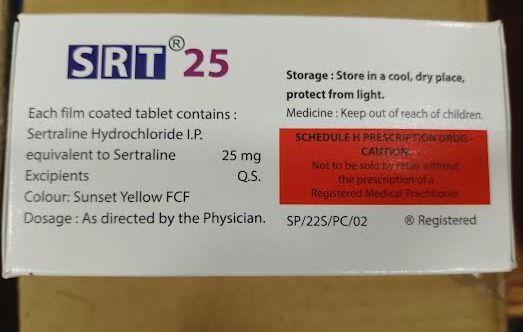 SRT® 25
Each film coated tablet contains :
Sertraline Hydrochloride I.P.
equivalent to Sertraline 25 mg
Excipients Q.S.
Colour: Sunset Yellow FCF
Dosage : As directed by the Physician.
Storage : Store in a cool, dry place,
protect from light.
Medicine : Keep out of reach of children.
SCHEDULE H PRESCRIPTION DRUG -
CAUTION
Not to be sold by retail without
the prescription of a
Registered Medical Practitioner.
SP/22S/PC/02 ® Registered